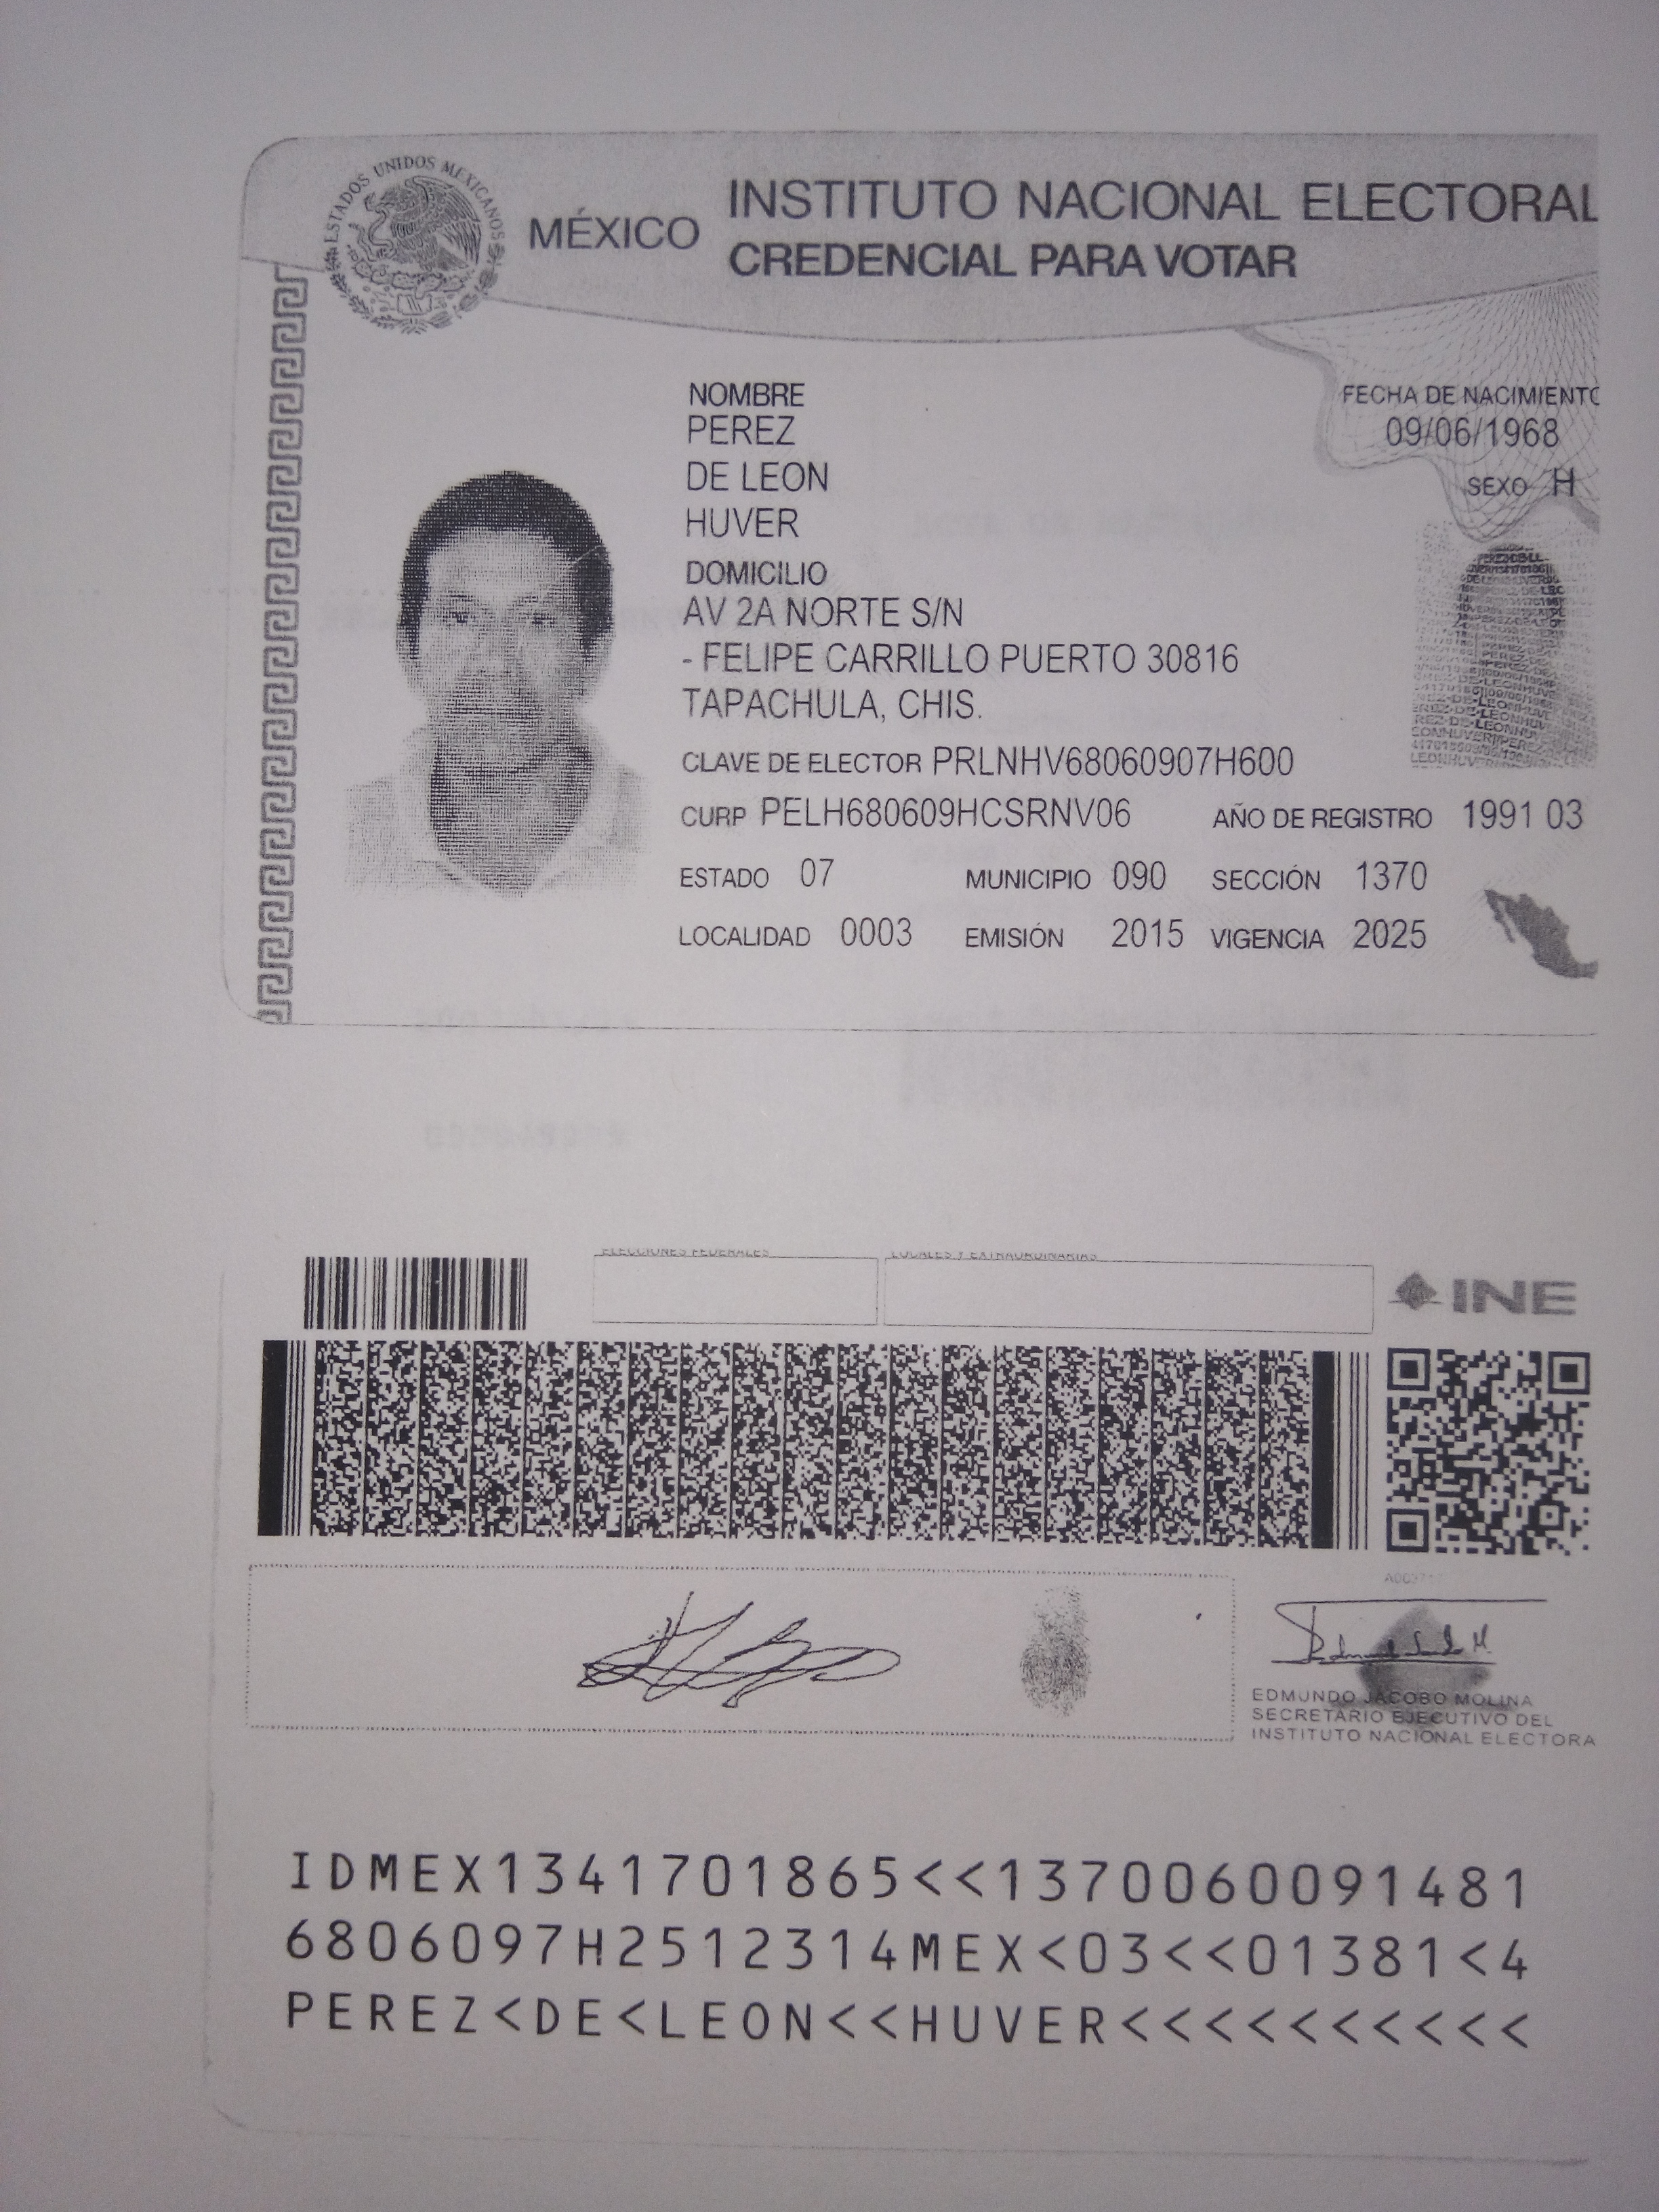 ESTADOS UNIDOS MEXICANOS
MÉXICO
INSTITUTO NACIONAL ELECTORAL
CREDENCIAL PARA VOTAR
NOMBRE
PEREZ
DE LEON
HUVER
FECHA DE NACIMIENTO
09/06/1968
SEXO H
DOMICILIO
AV 2A NORTE S/N
- FELIPE CARRILLO PUERTO 30816
TAPACHULA, CHIS.
CLAVE DE ELECTOR PRLNHV68060907H600
CURP PELH680609HCSRNV06 AÑO DE REGISTRO 1991 03
ESTADO 07 MUNICIPIO 090 SECCIÓN 1370
LOCALIDAD 0003 EMISIÓN 2015 VIGENCIA 2025
ELECCIONES FEDERALES LOCALES Y EXTRAORDINARIAS
INE
EDMUNDO JACOBO MOLINA
SECRETARIO EJECUTIVO DEL
INSTITUTO NACIONAL ELECTORA
IDMEX1341701865<<1370060091481
6806097H2512314MEX<03<<01381<4
PEREZ<DE<LEON<<HUVER<<<<<<<<<<